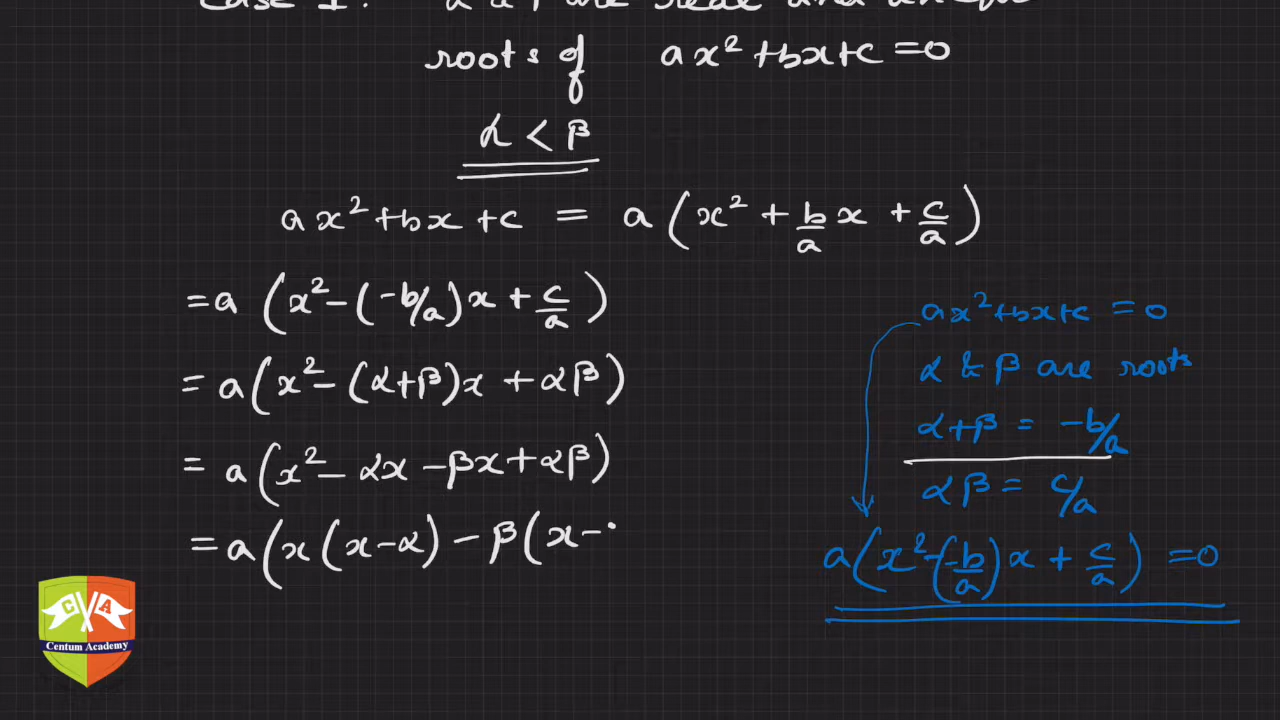 roots of ax² + bx + c = 0
α < β
ax² + bx + c = a(x² + b/a x + c/a)
= a(x² - (-b/a)x + c/a)
= a(x² - (α+β)x + αβ)
= a(x² - αx - βx + αβ)
= a(x(x-α) - β(x-
ax² + bx + c = 0
α & β are roots
α+β = -b/a
αβ = c/a
a(x² - (-b/a)x + c/a) = 0
C A
Centum Academy